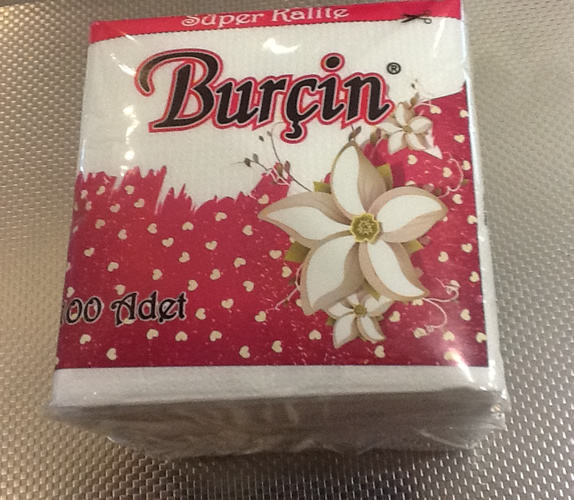 Süper Kalite
Burçin®
00 Adet